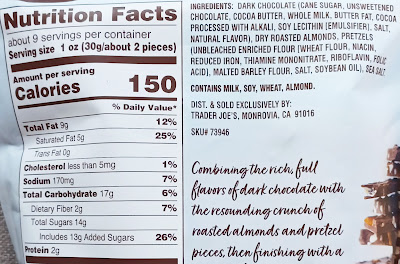 Nutrition Facts
about 9 servings per container
Serving size 1 oz (30g/about 2 pieces)
Amount per serving
Calories 150
% Daily Value*
Total Fat 9g 12%
Saturated Fat 5g 25%
Trans Fat 0g
Cholesterol less than 5mg 1%
Sodium 170mg 7%
Total Carbohydrate 17g 6%
Dietary Fiber 2g 7%
Total Sugars 14g
Includes 13g Added Sugars 26%
Protein 2g
INGREDIENTS: DARK CHOCOLATE (CANE SUGAR, UNSWEETENED
CHOCOLATE, COCOA BUTTER, WHOLE MILK, BUTTER FAT, COCOA
PROCESSED WITH ALKALI, SOY LECITHIN [EMULSIFIER], SALT,
NATURAL FLAVOR), DRY ROASTED ALMONDS, PRETZELS
(UNBLEACHED ENRICHED FLOUR [WHEAT FLOUR, NIACIN,
REDUCED IRON, THIAMINE MONONITRATE, RIBOFLAVIN, FOLIC
ACID], MALTED BARLEY FLOUR, SALT, SOYBEAN OIL), SEA SALT.
CONTAINS MILK, SOY, WHEAT, ALMOND.
DIST. & SOLD EXCLUSIVELY BY:
TRADER JOE'S, MONROVIA, CA 91016
SKU# 73946
Combining the rich, full
flavors of dark chocolate with
the resounding crunch of
roasted almonds and pretzel
pieces, then finishing with a